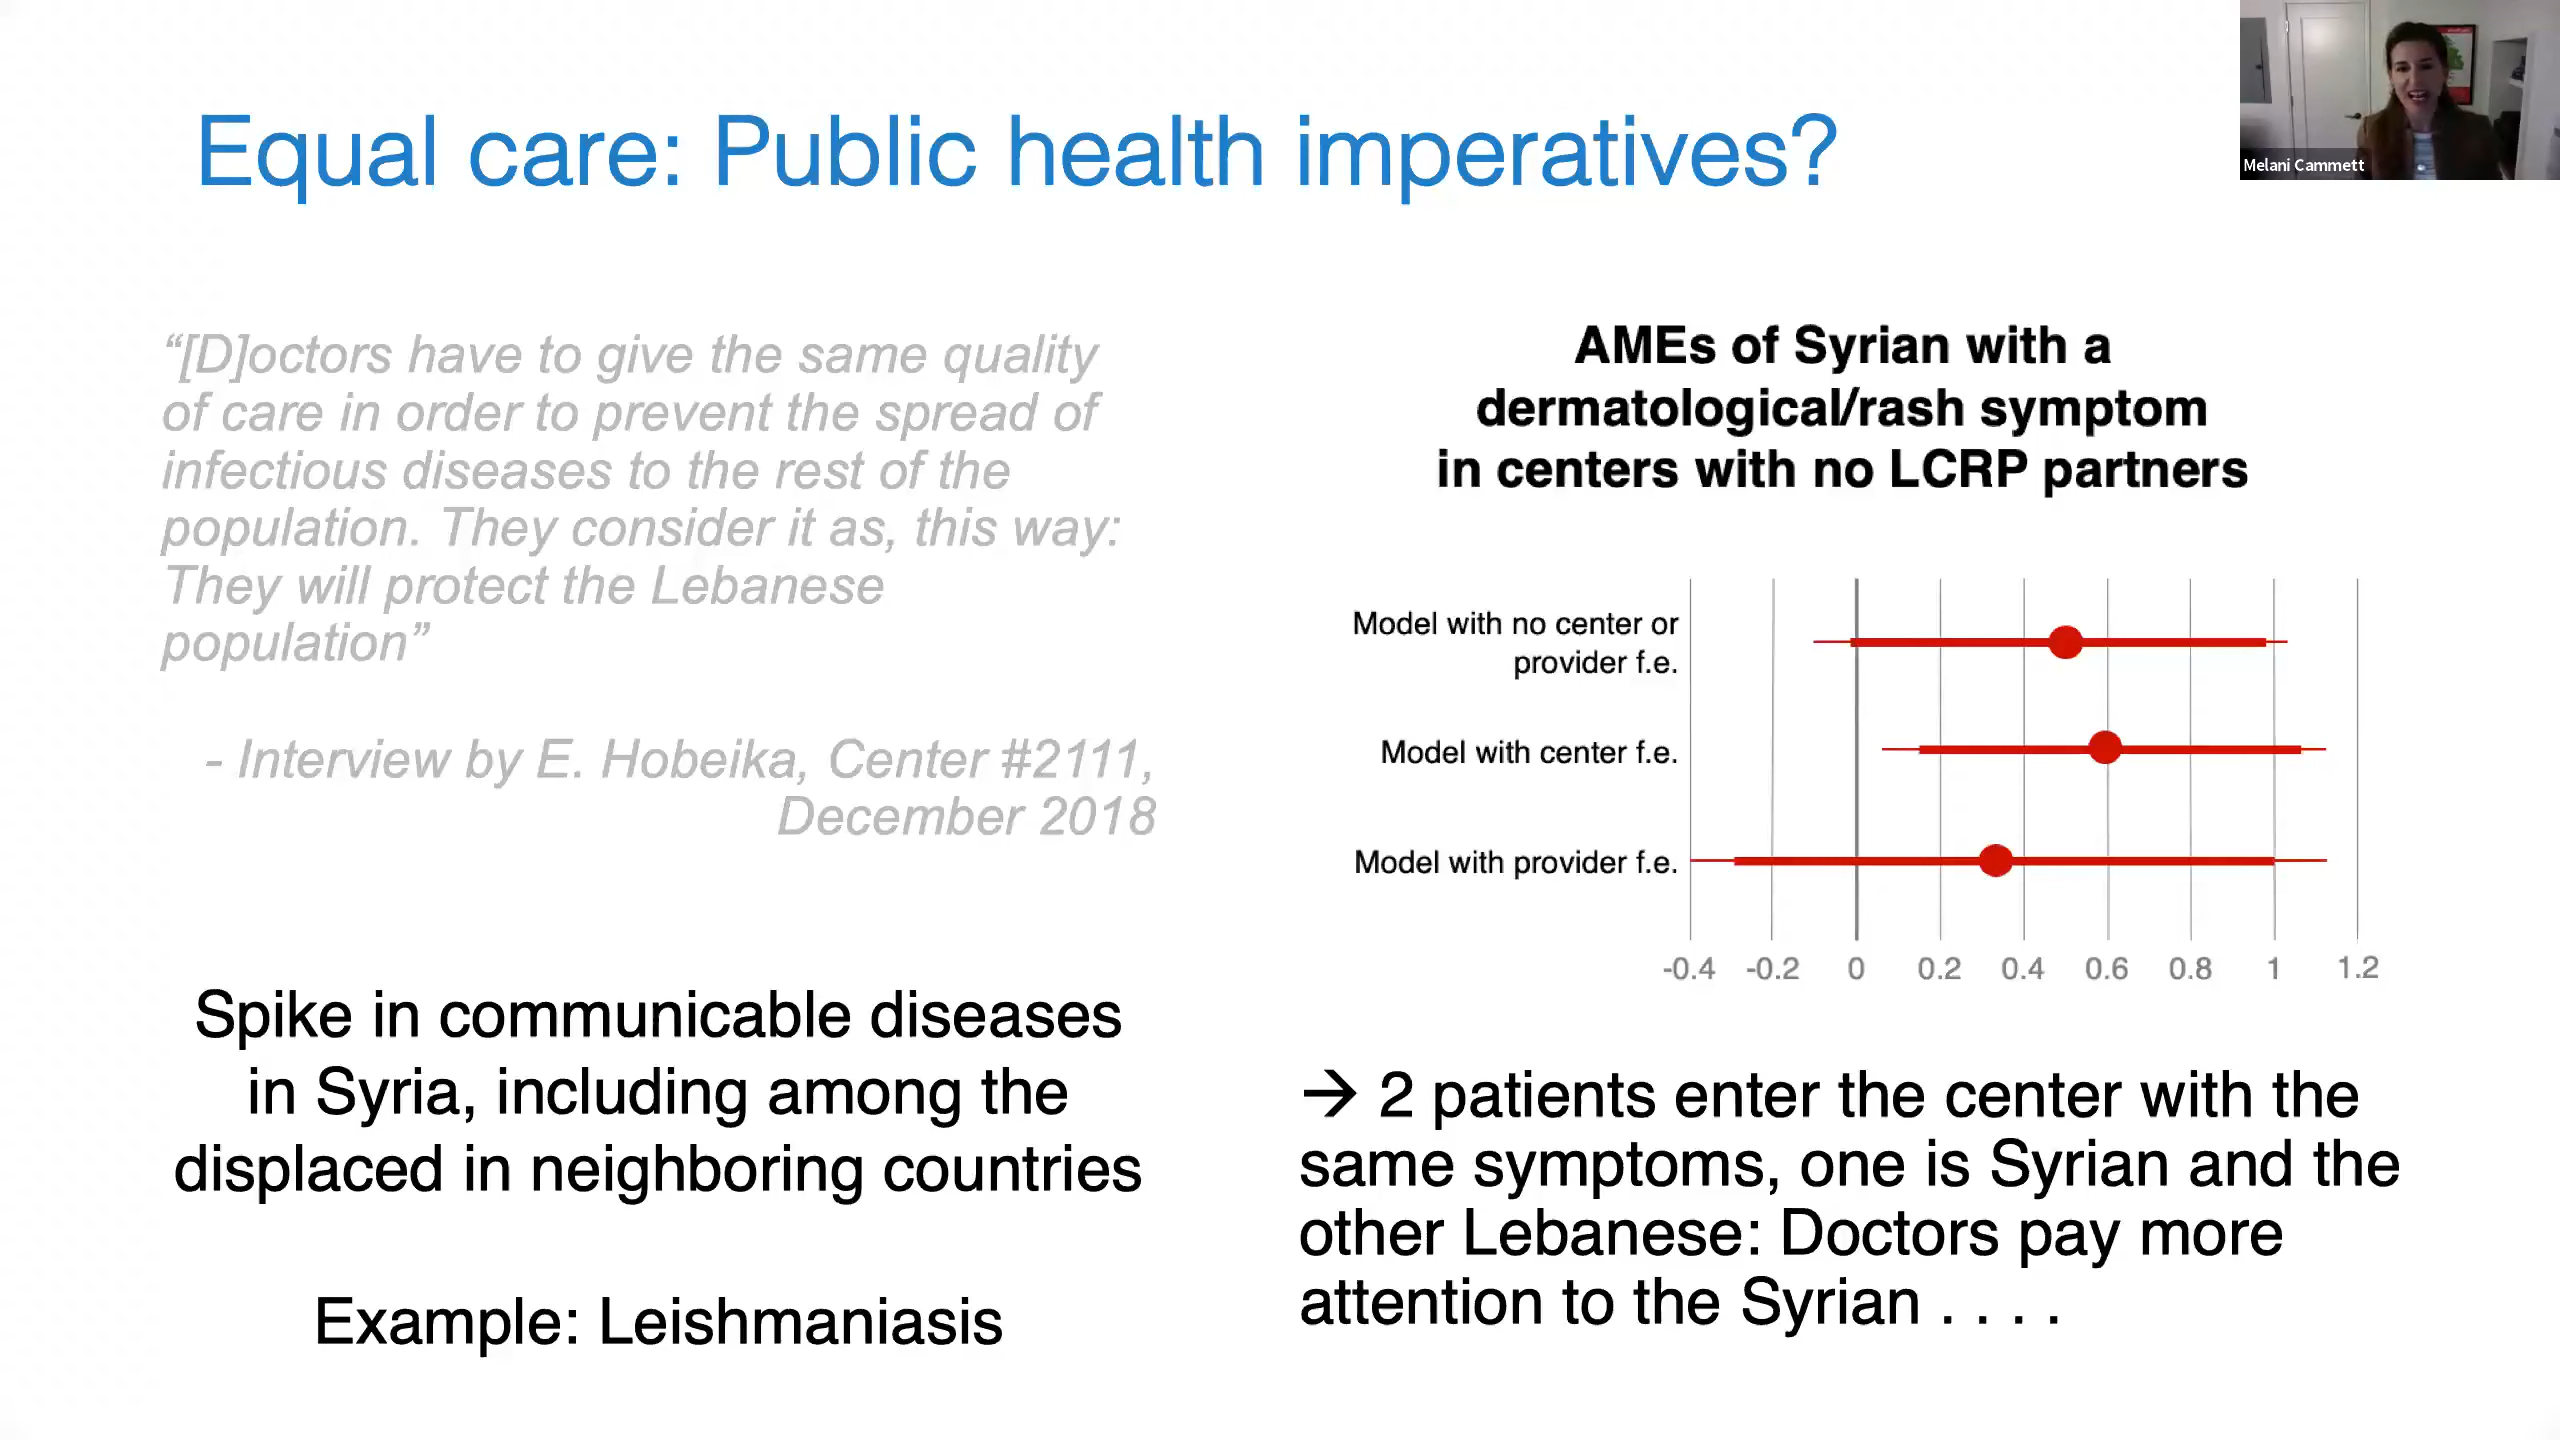 Equal care: Public health imperatives?
Melani Cammett
“[D]octors have to give the same quality
of care in order to prevent the spread of
infectious diseases to the rest of the
population. They consider it as, this way:
They will protect the Lebanese
population”
- Interview by E. Hobeika, Center #2111,
December 2018
Spike in communicable diseases
in Syria, including among the
displaced in neighboring countries
Example: Leishmaniasis
AMEs of Syrian with a
dermatological/rash symptom
in centers with no LCRP partners
Model with no center or
provider f.e.
Model with center f.e.
Model with provider f.e.
-0.4 -0.2 0 0.2 0.4 0.6 0.8 1 1.2
→ 2 patients enter the center with the
same symptoms, one is Syrian and the
other Lebanese: Doctors pay more
attention to the Syrian . . . .